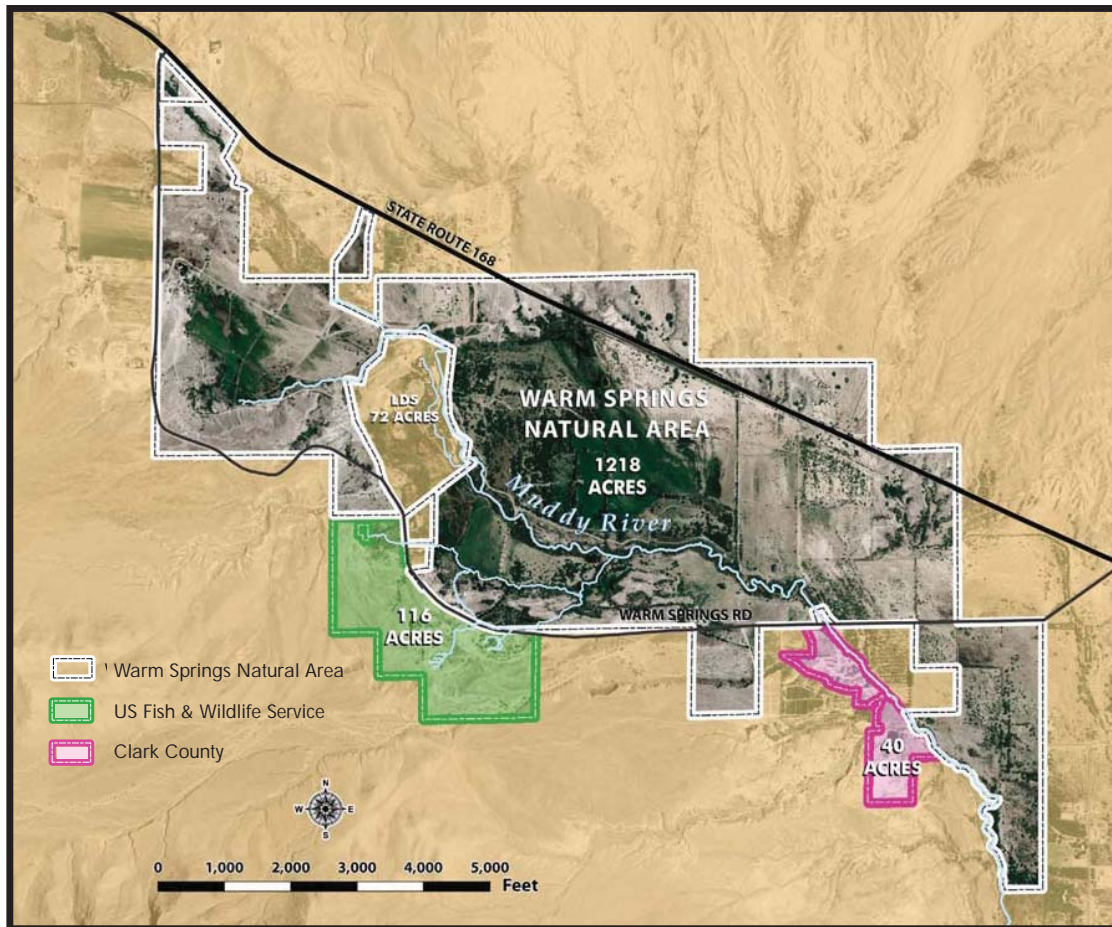 STATE ROUTE 168
LDS
72 ACRES
WARM SPRINGS
NATURAL AREA
1218
ACRES
Muddy River
WARM SPRINGS RD
116
ACRES
Warm Springs Natural Area
US Fish & Wildlife Service
Clark County
40
ACRES
N
W E
S
0 1,000 2,000 3,000 4,000 5,000
Feet